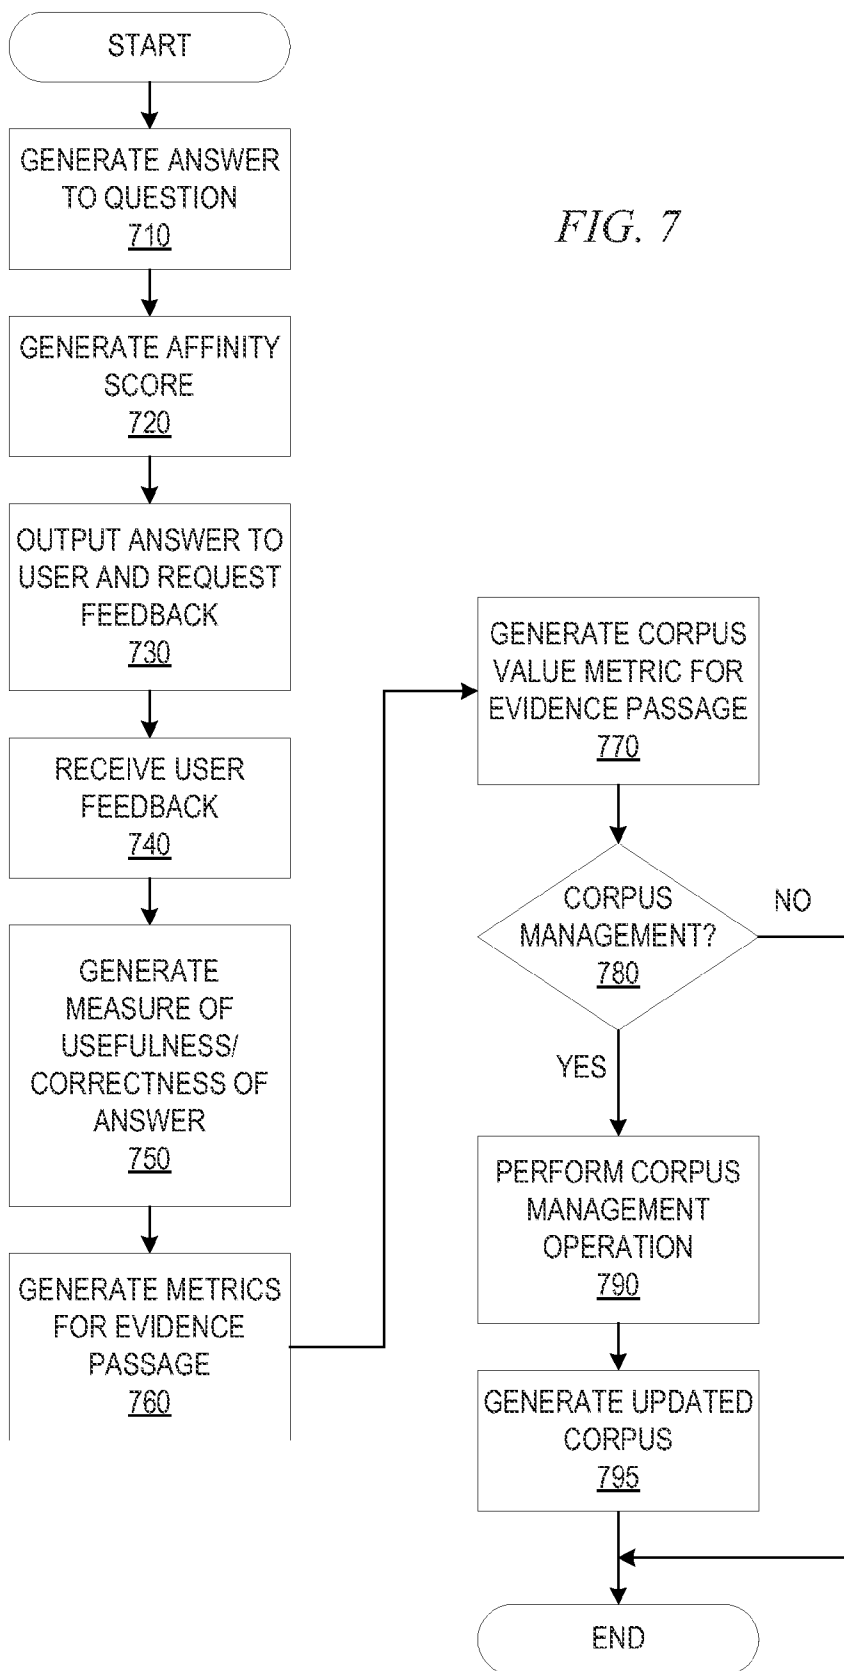 START
GENERATE ANSWER
TO QUESTION
710
FIG. 7
GENERATE AFFINITY
SCORE
720
OUTPUT ANSWER TO
USER AND REQUEST
FEEDBACK
730
RECEIVE USER
FEEDBACK
740
GENERATE
MEASURE OF
USEFULNESS/
CORRECTNESS OF
ANSWER
750
GENERATE METRICS
FOR EVIDENCE
PASSAGE
760
GENERATE CORPUS
VALUE METRIC FOR
EVIDENCE PASSAGE
770
CORPUS
MANAGEMENT?
780
NO
YES
PERFORM CORPUS
MANAGEMENT
OPERATION
790
GENERATE UPDATED
CORPUS
795
END